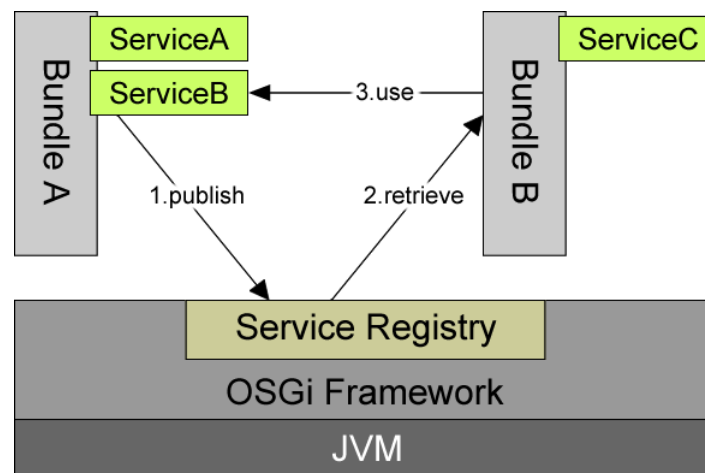 ServiceA
ServiceB
Bundle A
1.publish
2.retrieve
3.use
Bundle B
ServiceC
Service Registry
OSGi Framework
JVM